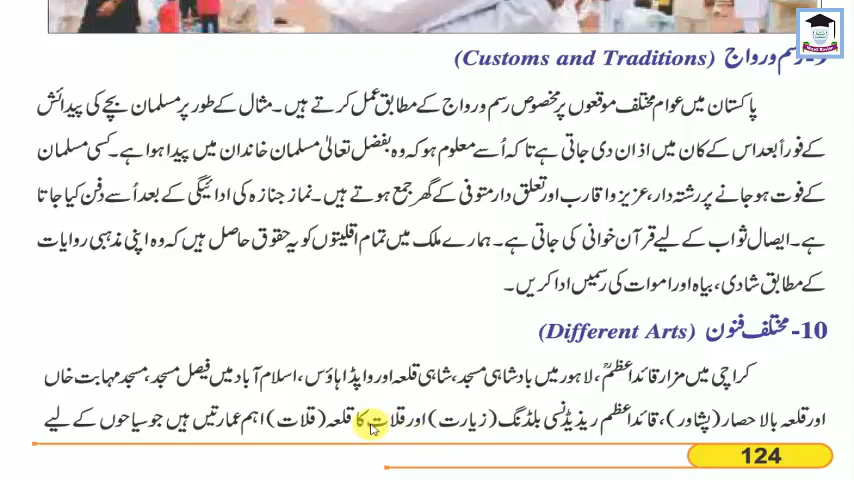 رسم و رواج (Customs and Traditions)
پاکستان میں عوام مختلف موقعوں پر مخصوص رسم و رواج کے مطابق عمل کرتے ہیں۔ مثال کے طور پر مسلمان بچے کی پیدائش
کے فوراً بعد اس کے کان میں اذان دی جاتی ہے تاکہ اُسے معلوم ہو کہ وہ بفضل تعالیٰ مسلمان خاندان میں پیدا ہوا ہے۔ کسی مسلمان
کے فوت ہو جانے پر رشتہ دار، عزیز و اقارب اور تعلق دار متوفی کے گھر جمع ہوتے ہیں۔ نماز جنازہ کی ادائیگی کے بعد اُسے دفن کیا جاتا
ہے۔ ایصال ثواب کے لیے قرآن خوانی کی جاتی ہے۔ ہمارے ملک میں تمام اقلیتوں کو یہ حقوق حاصل ہیں کہ وہ اپنی مذہبی روایات
کے مطابق شادی، بیاہ اور اموات کی رسمیں ادا کریں۔
10- مختلف فنون (Different Arts)
کراچی میں مزار قائداعظمؒ، لاہور میں بادشاہی مسجد، شاہی قلعہ اور واپڈا ہاؤس، اسلام آباد میں فیصل مسجد، مسجد مہابت خاں
اور قلعہ بالا حصار (پشاور)، قائداعظم ریذیڈنسی بلڈنگ (زیارت) اور قلات کا قلعہ (قلات) اہم عمارتیں ہیں جو سیاحوں کے لیے
124